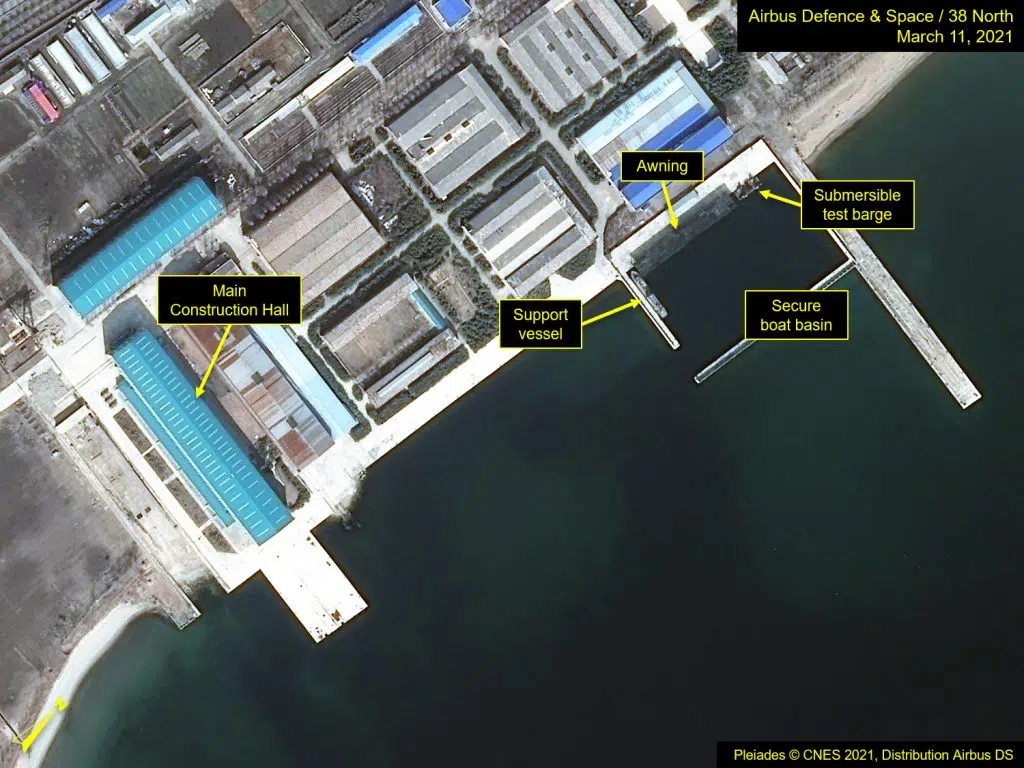 Airbus Defence & Space / 38 North
March 11, 2021
Awning
Submersible
test barge
Main
Construction Hall
Support
vessel
Secure
boat basin
Pleiades © CNES 2021, Distribution Airbus DS